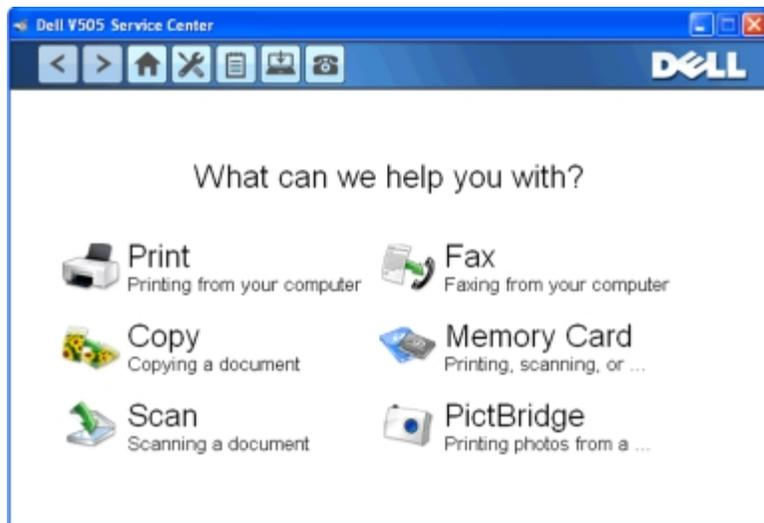 Dell V505 Service Center
DELL
What can we help you with?
Print
Printing from your computer
Fax
Faxing from your computer
Copy
Copying a document
Memory Card
Printing, scanning, or ...
Scan
Scanning a document
PictBridge
Printing photos from a ...